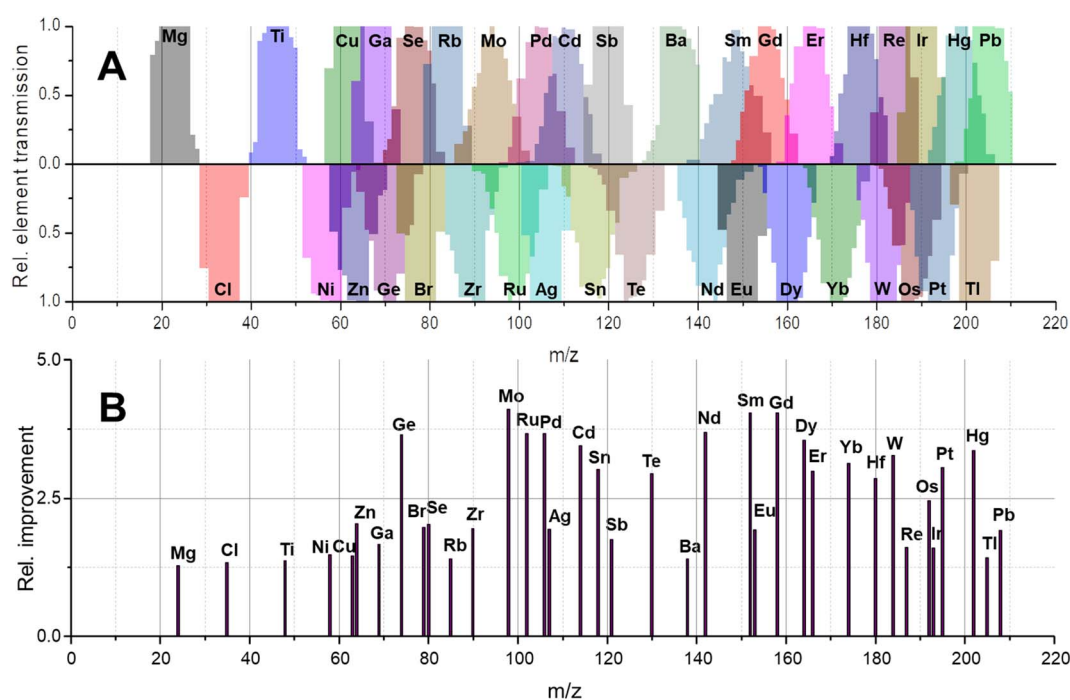 A
Rel. element transmission
1.0
0.5
0.0
0.5
1.0
Mg Ti Cu Ga Se Rb Mo Pd Cd Sb Ba Sm Gd Er Hf Re Ir Hg Pb
Cl Ni Zn Ge Br Zr Ru Ag Sn Te Nd Eu Dy Yb W Os Pt Tl
0 20 40 60 80 100 120 140 160 180 200 220
m/z
B
Rel. improvement
5.0
2.5
0.0
Mg Cl Ti Ni Cu Zn Ga Ge Br Se Rb Zr Mo Ru Pd Ag Cd Sn Sb Te Ba Nd Sm Eu Gd Dy Er Yb Hf W Re Os Ir Pt Hg Tl Pb
0 20 40 60 80 100 120 140 160 180 200 220
m/z